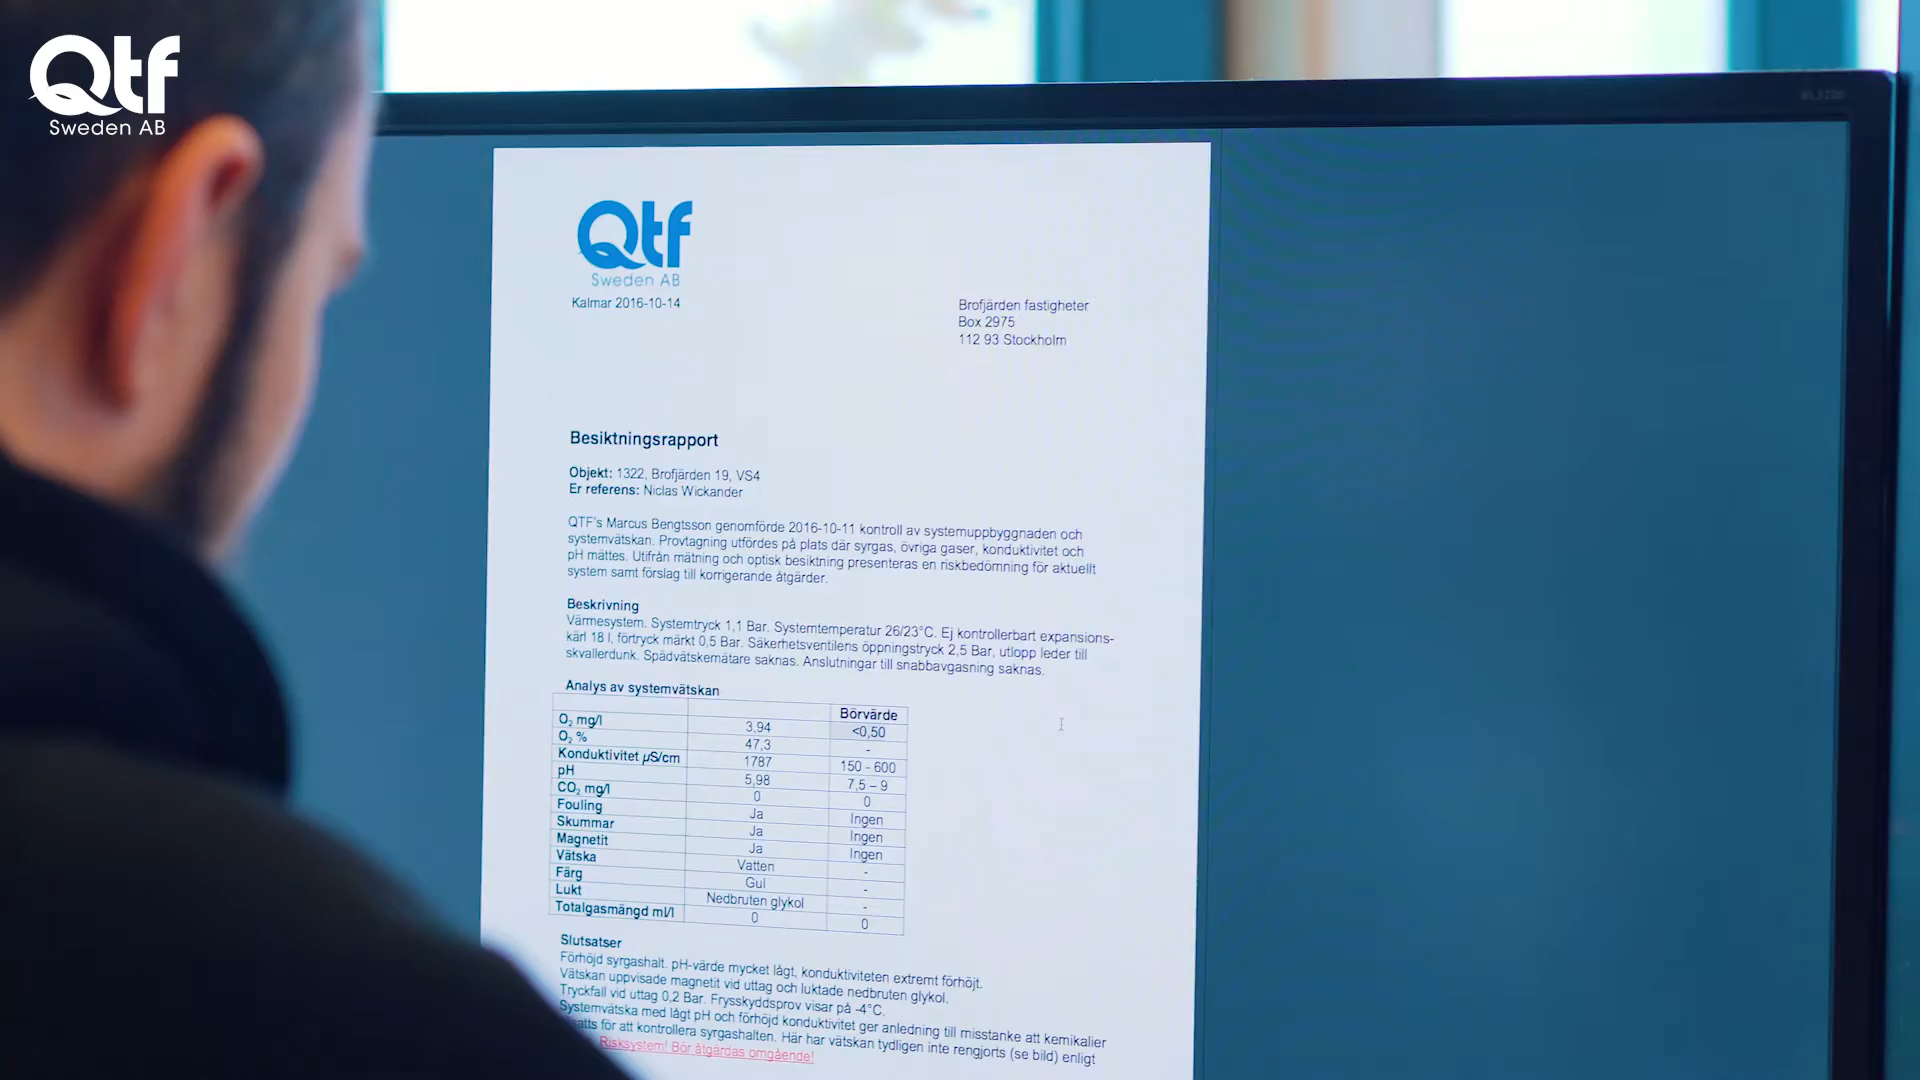 Qtf
Sweden AB
Qtf
Sweden AB
Kalmar 2016-10-14
Brofjärden fastigheter
Box 2975
112 93 Stockholm
Besiktningsrapport
Objekt: 1322, Brofjärden 19, VS4
Er referens: Niclas Wickander
QTF's Marcus Bengtsson genomförde 2016-10-11 kontroll av systemuppbyggnaden och
systemvätskan. Provtagning utfördes på plats där syrgas, övriga gaser, konduktivitet och
pH mättes. Utifrån mätning och optisk besiktning presenteras en riskbedömning för aktuellt
system samt förslag till korrigerande åtgärder.
Beskrivning
Värmesystem. Systemtryck 1,1 Bar. Systemtemperatur 26/23°C. Ej kontrollerbart expansions-
kärl 18 l, förtryck märkt 0,5 Bar. Säkerhetsventilens öppningstryck 2,5 Bar, utlopp leder till
skvallerdunk. Spädvätskemätare saknas. Anslutningar till snabbavgasning saknas.
Analys av systemvätskan
Börvärde
O₂ mg/l 3,94 <0,50
O₂ % 47,3 -
Konduktivitet µS/cm 1787 150 - 600
pH 5,98 7,5 – 9
CO₂ mg/l 0 0
Fouling Ja Ingen
Skummar Ja Ingen
Magnetit Ja Ingen
Vätska Vatten -
Färg Gul -
Lukt Nedbruten glykol -
Totalgasmängd ml/l 0 0
Slutsatser
Förhöjd syrgashalt. pH-värde mycket lågt, konduktiviteten extremt förhöjt.
Vätskan uppvisade magnetit vid uttag och luktade nedbruten glykol.
Tryckfall vid uttag 0,2 Bar. Frysskyddsprov visar på -4°C.
Systemvätska med lågt pH och förhöjd konduktivitet ger anledning till misstanke att kemikalier
för att kontrollera syrgashalten. Här har vätskan tydligen inte rengjorts (se bild) enligt
Risksystem! Bör åtgärdas omgående!